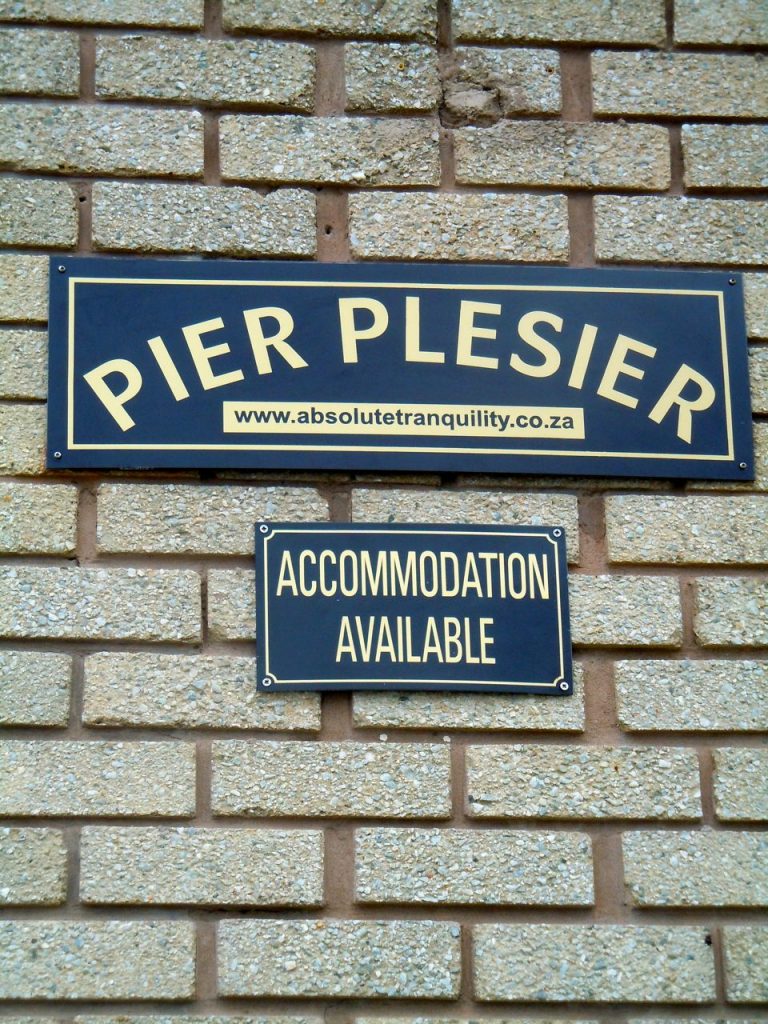 PIER PLESIER
www.absolutetranquility.co.za
ACCOMMODATION
AVAILABLE